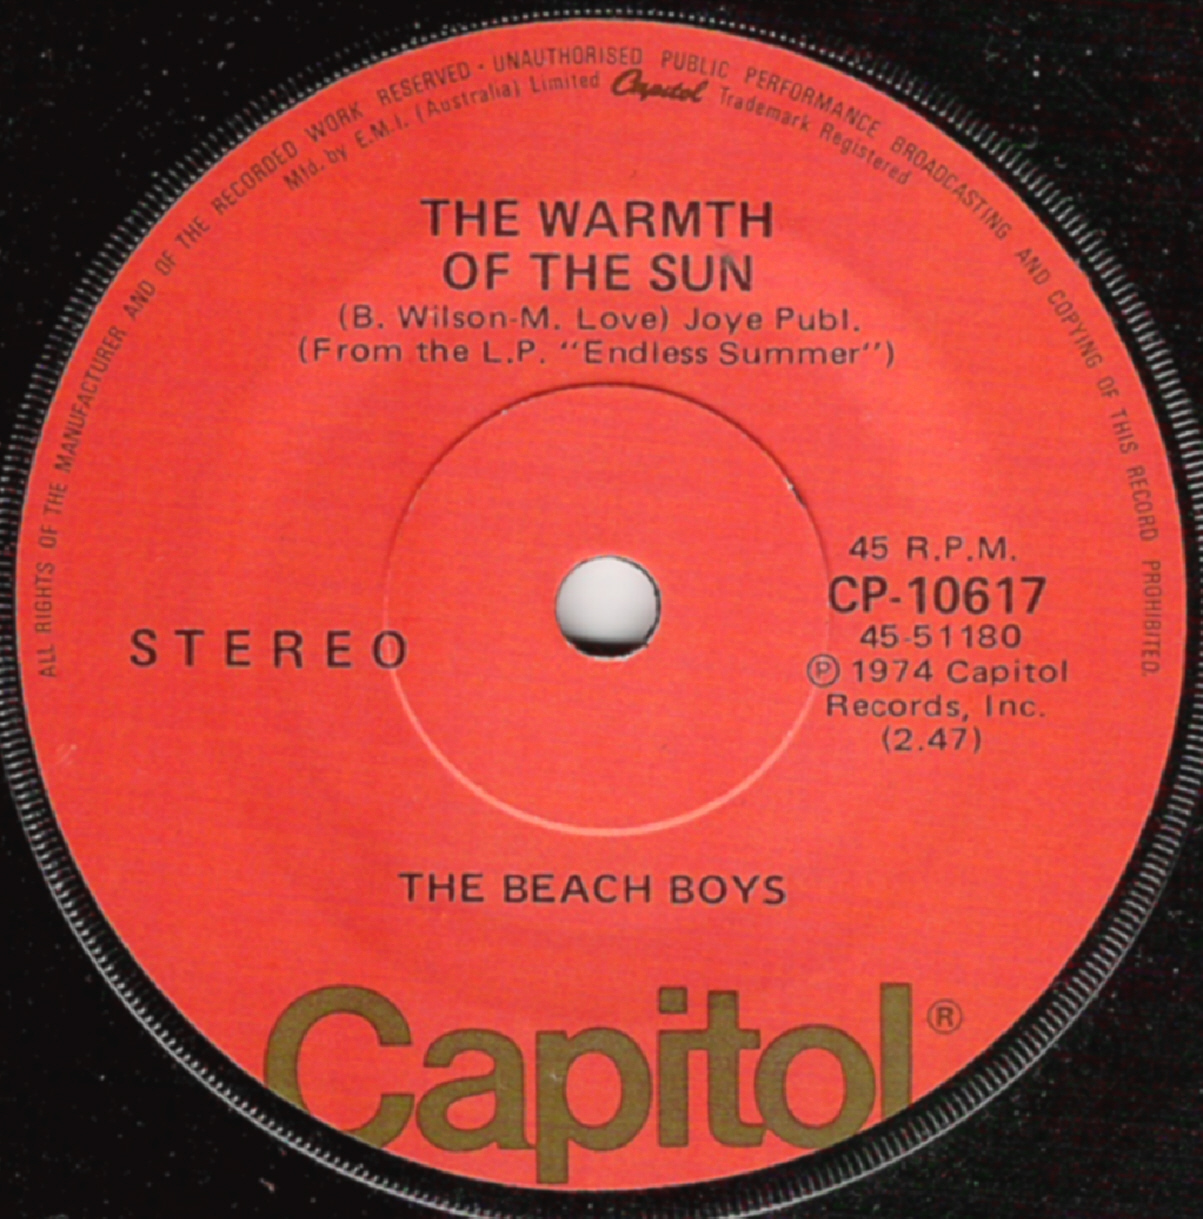 ALL RIGHTS OF THE MANUFACTURER AND OF THE RECORDED WORK RESERVED - UNAUTHORISED PUBLIC PERFORMANCE BROADCASTING AND COPYING OF THIS RECORD PROHIBITED.
Mfd. by E.M.I. (Australia) Limited Capitol Trademark Registered
THE WARMTH
OF THE SUN
(B. Wilson-M. Love) Joye Publ.
(From the L.P. "Endless Summer")
45 R.P.M.
CP-10617
45-51180
STEREO
℗ 1974 Capitol
Records, Inc.
(2.47)
THE BEACH BOYS
Capitol®